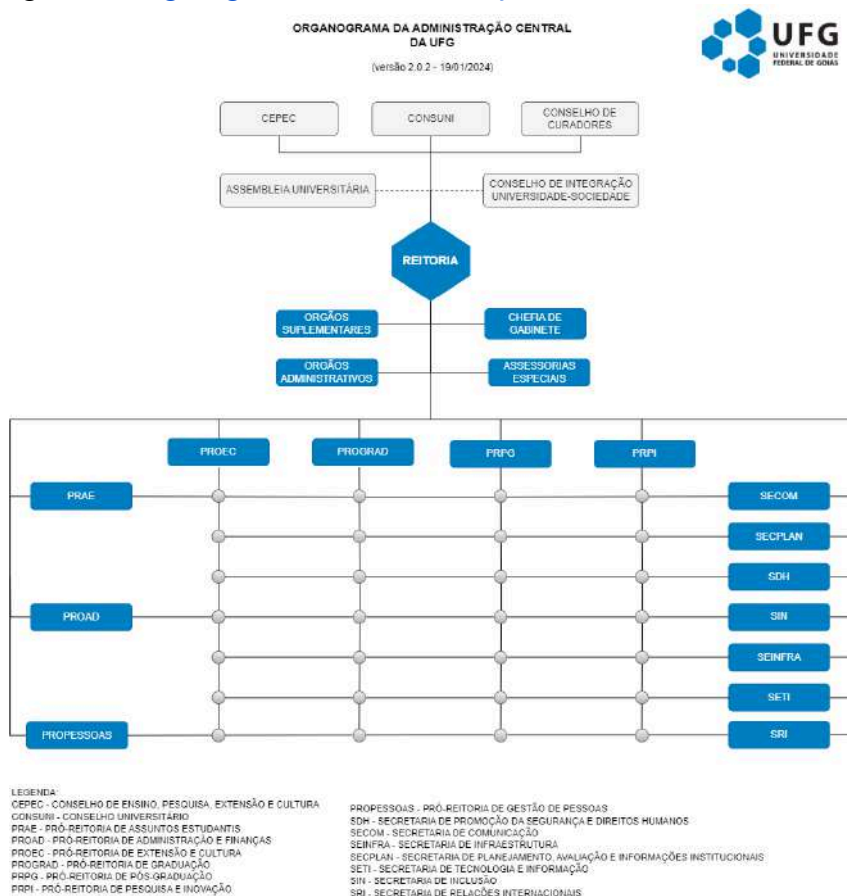 ORGANOGRAMA DA ADMINISTRAÇÃO CENTRAL
DA UFG
(versão 2.0.2 - 19/01/2024)
UFG
UNIVERSIDADE
FEDERAL DE GOIÁS
CEPEC
CONSUNI
CONSELHO DE
CURADORES
ASSEMBLEIA UNIVERSITÁRIA
CONSELHO DE INTEGRAÇÃO
UNIVERSIDADE-SOCIEDADE
REITORIA
ORGÃOS
SUPLEMENTARES
CHEFIA DE
GABINETE
ORGÃOS
ADMINISTRATIVOS
ASSESSORIAS
ESPECIAIS
PROEC
PROGRAD
PRPG
PRPI
PRAE
SECOM
SECPLAN
SDH
PROAD
SIN
SEINFRA
SETI
PROPESSOAS
SRI
LEGENDA:
CEPEC - CONSELHO DE ENSINO, PESQUISA, EXTENSÃO E CULTURA
CONSUNI - CONSELHO UNIVERSITÁRIO
PRAE - PRÓ-REITORIA DE ASSUNTOS ESTUDANTIS
PROAD - PRÓ-REITORIA DE ADMINISTRAÇÃO E FINANÇAS
PROEC - PRÓ-REITORIA DE EXTENSÃO E CULTURA
PROGRAD - PRÓ-REITORIA DE GRADUAÇÃO
PRPG - PRÓ-REITORIA DE PÓS-GRADUAÇÃO
PRPI - PRÓ-REITORIA DE PESQUISA E INOVAÇÃO
PROPESSOAS - PRÓ-REITORIA DE GESTÃO DE PESSOAS
SDH - SECRETARIA DE PROMOÇÃO DA SEGURANÇA E DIREITOS HUMANOS
SECOM - SECRETARIA DE COMUNICAÇÃO
SEINFRA - SECRETARIA DE INFRAESTRUTURA
SECPLAN - SECRETARIA DE PLANEJAMENTO, AVALIAÇÃO E INFORMAÇÕES INSTITUCIONAIS
SETI - SECRETARIA DE TECNOLOGIA E INFORMAÇÃO
SIN - SECRETARIA DE INCLUSÃO
SRI - SECRETARIA DE RELAÇÕES INTERNACIONAIS